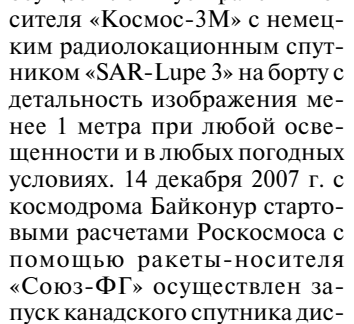 сителя «Космос-3М» с немец-
ким радиолокационным спут-
ником «SAR-Lupe 3» на борту с
детальность изображения ме-
нее 1 метра при любой осве-
щенности и в любых погодных
условиях. 14 декабря 2007 г. с
космодрома Байконур старто-
выми расчетами Роскосмоса с
помощью ракеты-носителя
«Союз-ФГ» осуществлен за-
пуск канадского спутника дис-